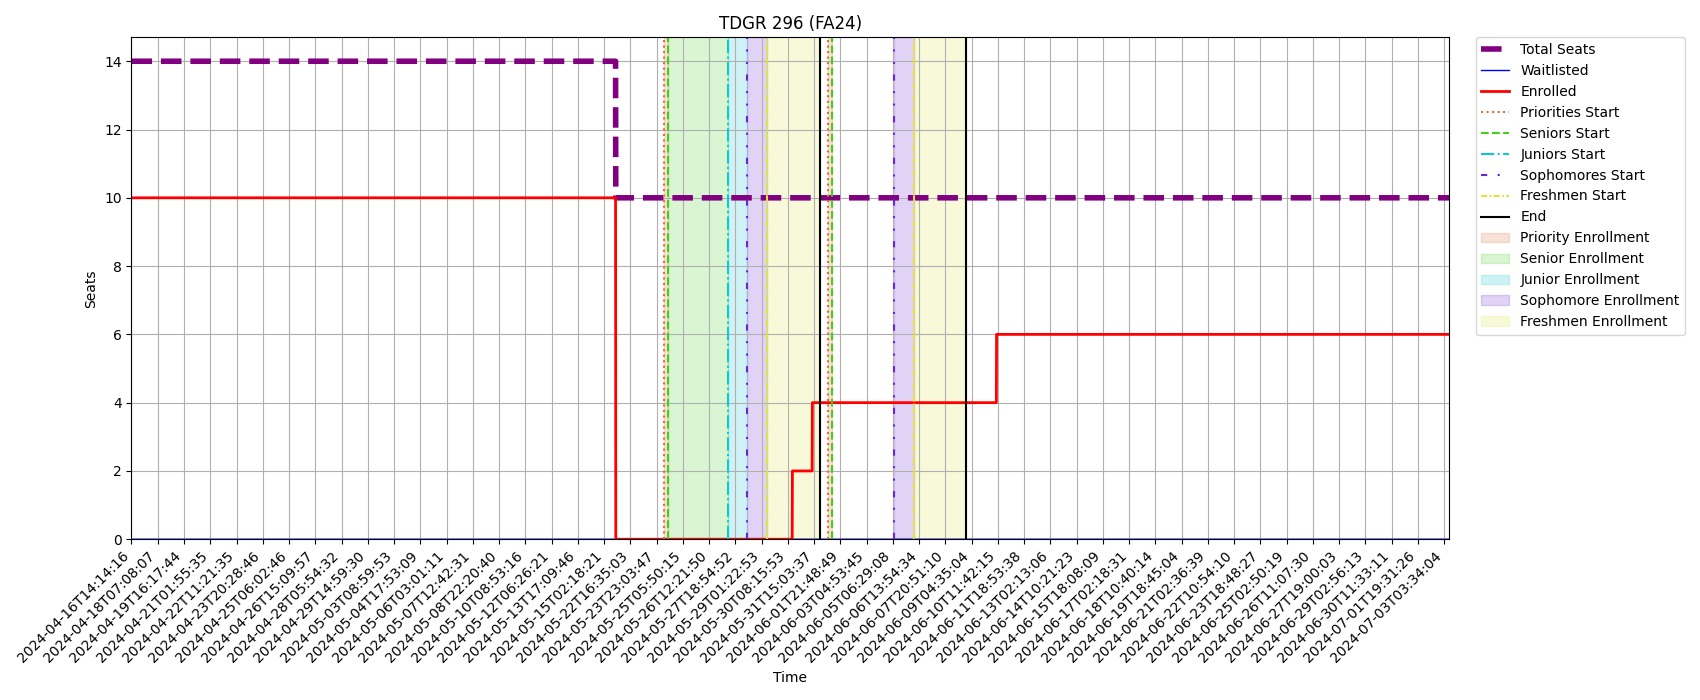 TDGR 296 (FA24)
14
12
10
8
6
4
2
0
Seats
2024-04-16T14:14:16
2024-04-18T07:08:07
2024-04-19T16:17:44
2024-04-21T01:55:35
2024-04-22T11:21:35
2024-04-23T20:28:46
2024-04-25T06:02:46
2024-04-26T15:09:57
2024-04-28T05:54:32
2024-04-29T14:59:30
2024-05-03T08:59:53
2024-05-04T17:53:09
2024-05-06T03:01:11
2024-05-07T12:42:31
2024-05-08T22:20:40
2024-05-10T08:53:16
2024-05-12T06:26:21
2024-05-13T17:09:46
2024-05-15T02:18:21
2024-05-22T16:35:03
2024-05-23T23:03:47
2024-05-25T05:50:15
2024-05-26T12:21:50
2024-05-27T18:54:52
2024-05-29T01:22:53
2024-05-30T08:15:53
2024-05-31T15:03:37
2024-06-01T21:48:49
2024-06-03T04:53:45
2024-06-05T06:29:08
2024-06-06T13:54:34
2024-06-07T20:51:10
2024-06-09T04:35:04
2024-06-10T11:42:15
2024-06-11T18:53:38
2024-06-13T02:13:06
2024-06-14T10:21:23
2024-06-15T18:08:09
2024-06-17T02:18:31
2024-06-18T10:40:14
2024-06-19T18:45:04
2024-06-21T02:36:39
2024-06-22T10:54:10
2024-06-23T18:48:27
2024-06-25T02:50:19
2024-06-26T11:07:30
2024-06-27T19:00:03
2024-06-29T02:56:13
2024-06-30T11:33:11
2024-07-01T19:31:26
2024-07-03T03:34:04
Time
Total Seats
Waitlisted
Enrolled
Priorities Start
Seniors Start
Juniors Start
Sophomores Start
Freshmen Start
End
Priority Enrollment
Senior Enrollment
Junior Enrollment
Sophomore Enrollment
Freshmen Enrollment